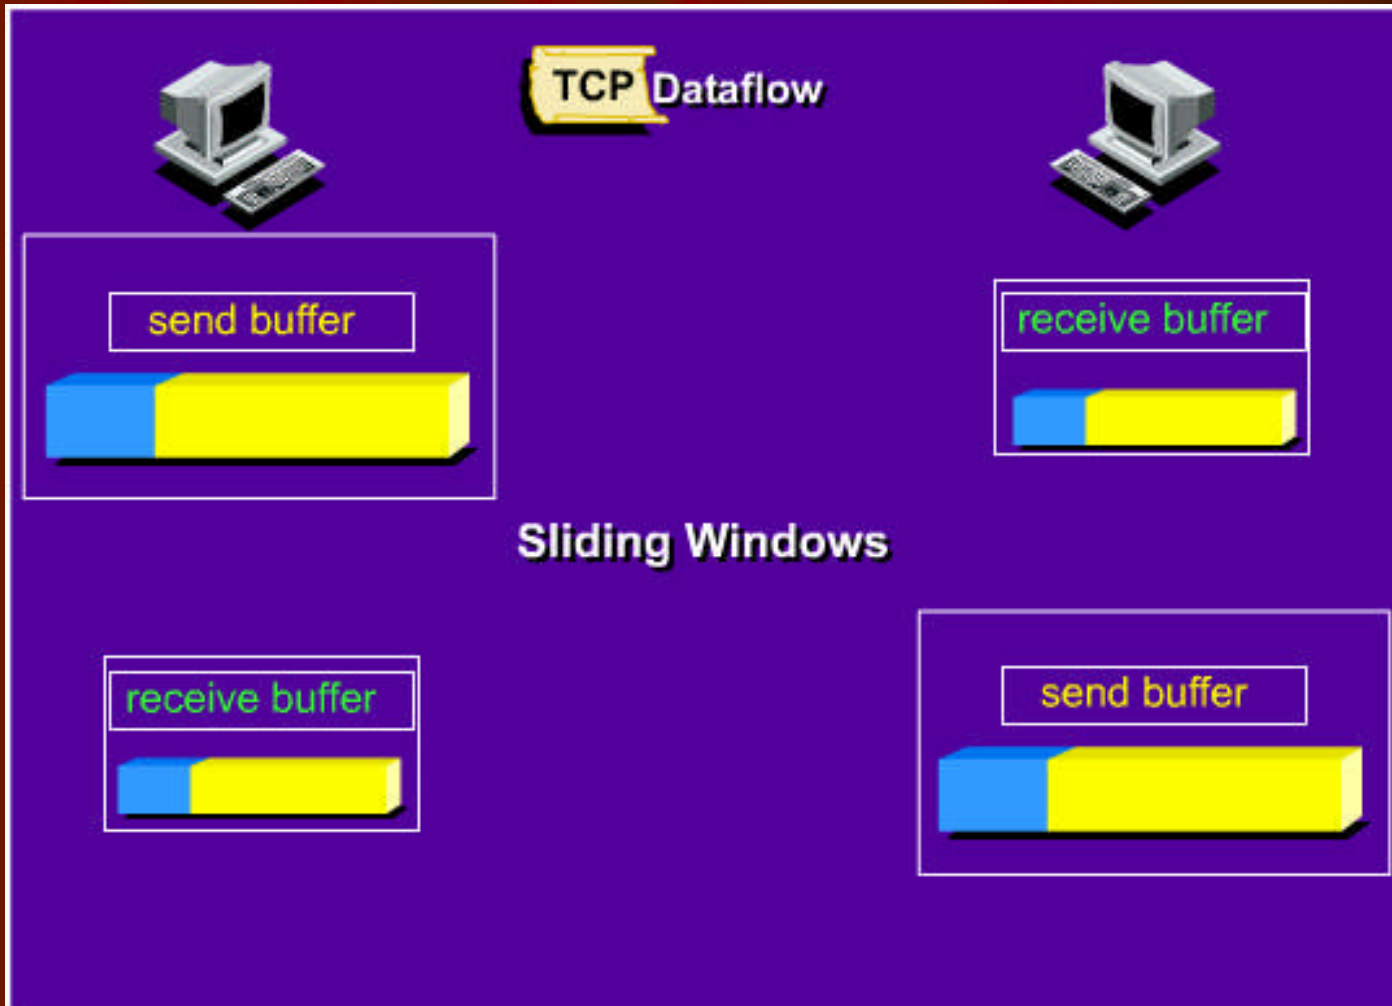 TCP Dataflow
send buffer
receive buffer
Sliding Windows
receive buffer
send buffer